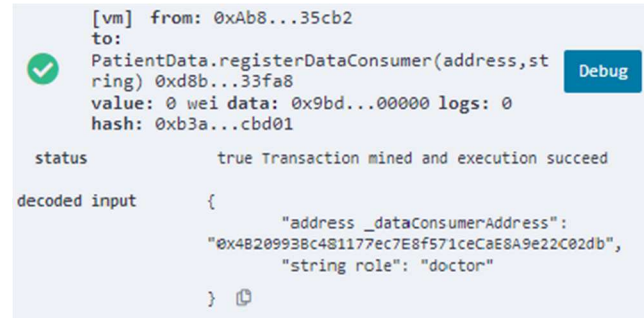 [vm] from: 0xAb8...35cb2
to:
PatientData.registerDataConsumer(address,st
ring) 0xd8b...33fa8
value: 0 wei data: 0x9bd...00000 logs: 0
hash: 0xb3a...cbd01
Debug
status true Transaction mined and execution succeed
decoded input {
"address _dataConsumerAddress":
"0x4B20993Bc481177ec7E8f571ceCaE8A9e22C02db",
"string role": "doctor"
}